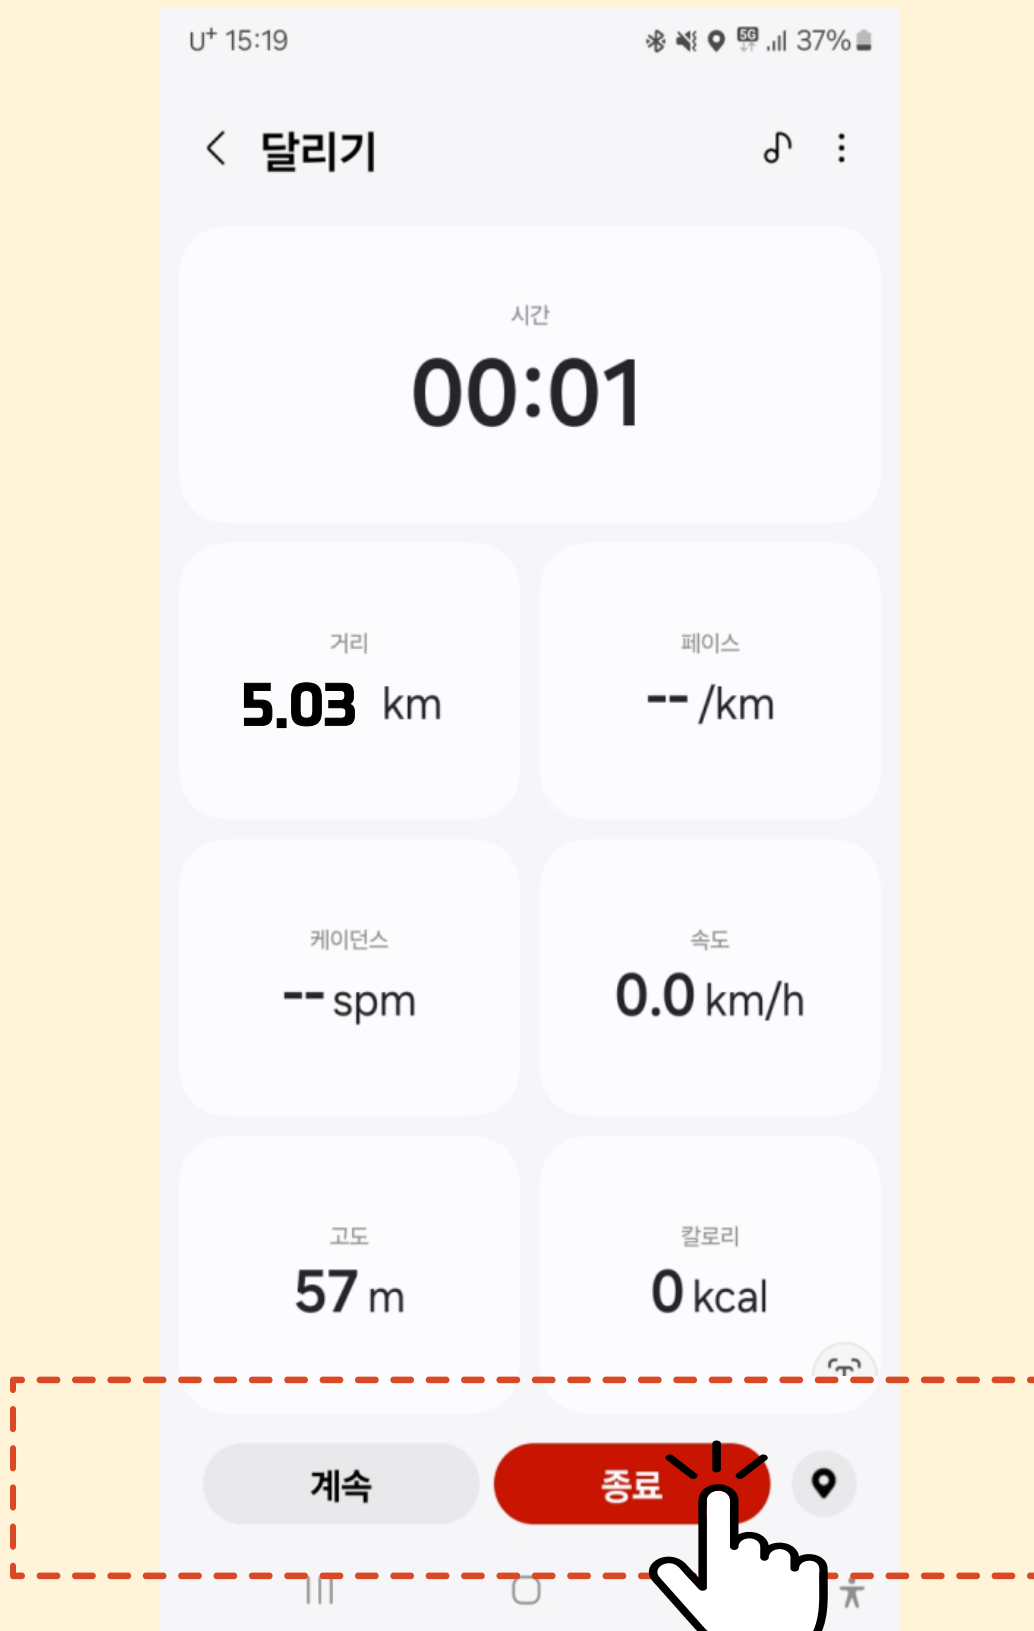 U+ 15:19 5G 37%
달리기
시간
00:01
거리 페이스
5.03 km -- /km
케이던스 속도
-- spm 0.0 km/h
고도 칼로리
57 m 0 kcal
계속 종료